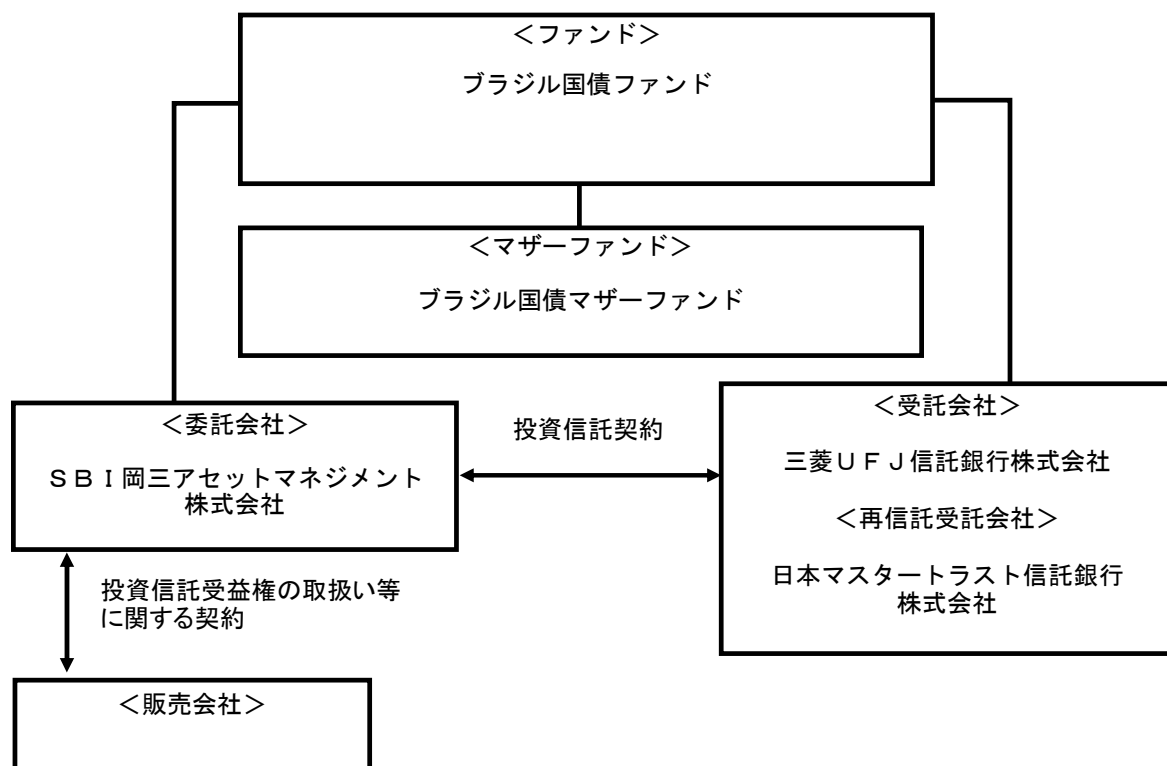 ＜ファンド＞
ブラジル国債ファンド
＜マザーファンド＞
ブラジル国債マザーファンド
＜委託会社＞
ＳＢＩ岡三アセットマネジメント
株式会社
投資信託契約
＜受託会社＞
三菱ＵＦＪ信託銀行株式会社
＜再信託受託会社＞
日本マスタートラスト信託銀行
株式会社
投資信託受益権の取扱い等
に関する契約
＜販売会社＞